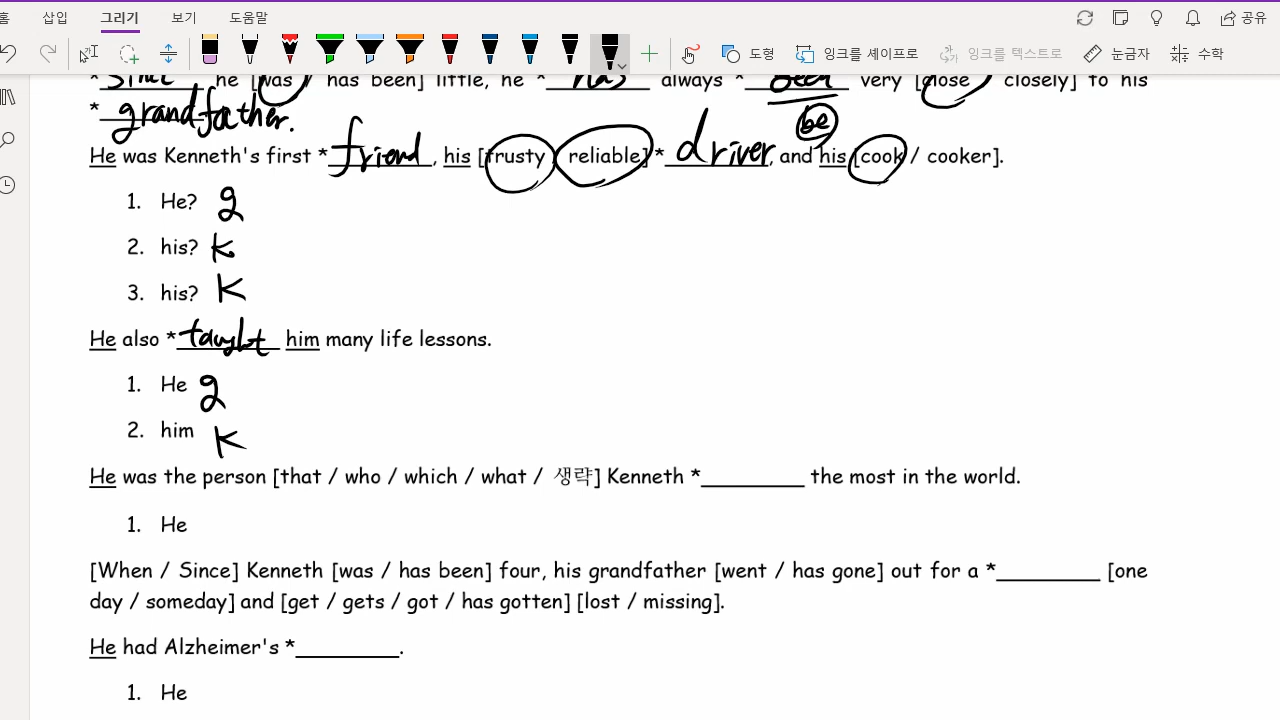 홈 삽입 그리기 보기 도움말 공유
도형 잉크를 셰이프로 잉크를 텍스트로 눈금자 수학
* since he [was / has been] little, he * has always * been very [close closely] to his
* grandfather.
be
He was Kenneth's first * friend, his [trusty / reliable] * driver, and his [cook / cooker].
1. He? g
2. his? K
3. his? K
He also * taught him many life lessons.
1. He g
2. him K
He was the person [that / who / which / what / 생략] Kenneth *________ the most in the world.
1. He
[When / Since] Kenneth [was / has been] four, his grandfather [went / has gone] out for a *________ [one
day / someday] and [get / gets / got / has gotten] [lost / missing].
He had Alzheimer's *________.
1. He